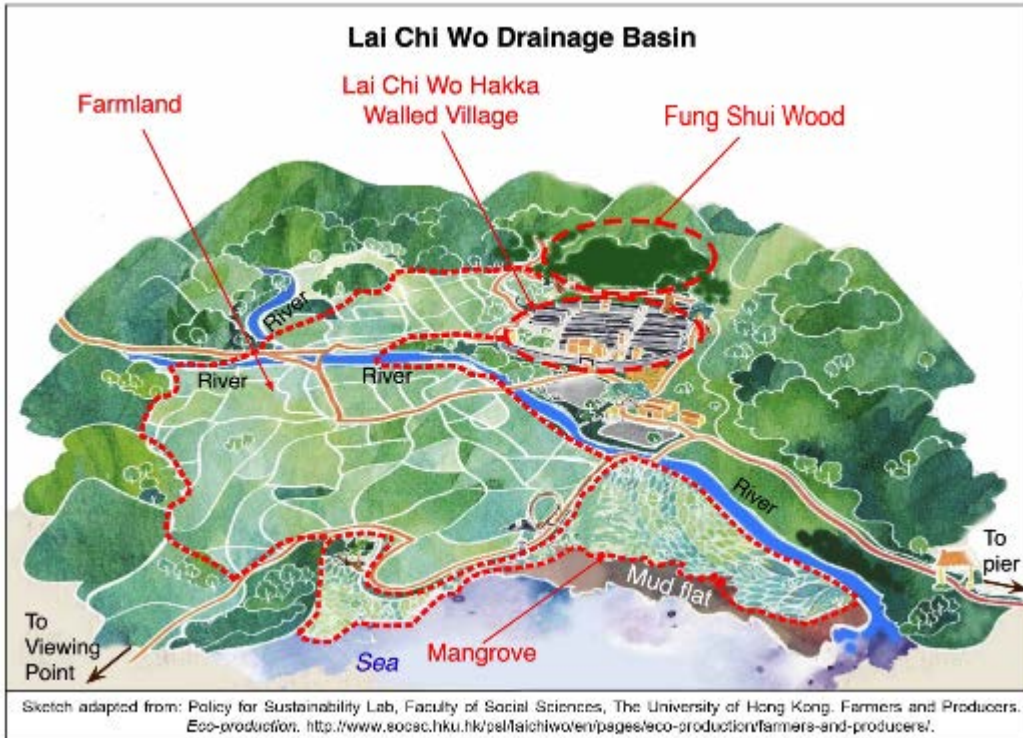 Lai Chi Wo Drainage Basin
Farmland
Lai Chi Wo Hakka
Walled Village
Fung Shui Wood
River
River
River
River
To
pier
Mud flat
To
Viewing
Point
Sea
Mangrove
Sketch adapted from: Policy for Sustainability Lab, Faculty of Social Sciences, The University of Hong Kong. Farmers and Producers.
Eco-production. http://www.socsc.hku.hk/psl/laichiwo/en/pages/eco-production/farmers-and-producers/.